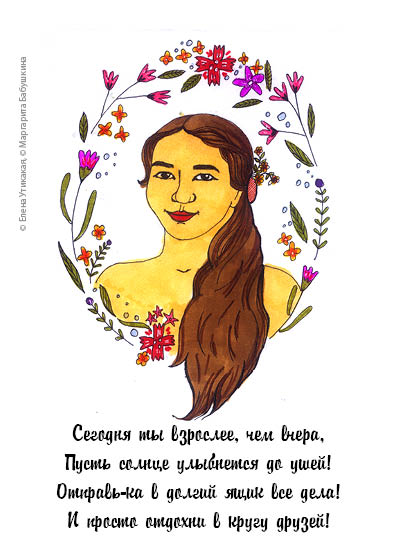 © Елена Утикакая, © Маргарита Бабушкина
Сегодня ты взрослее, чем вчера,
Пусть солнце улыбнется до ушей!
Отправь-ка в долгий ящик все дела!
И просто отдохни в кругу друзей!